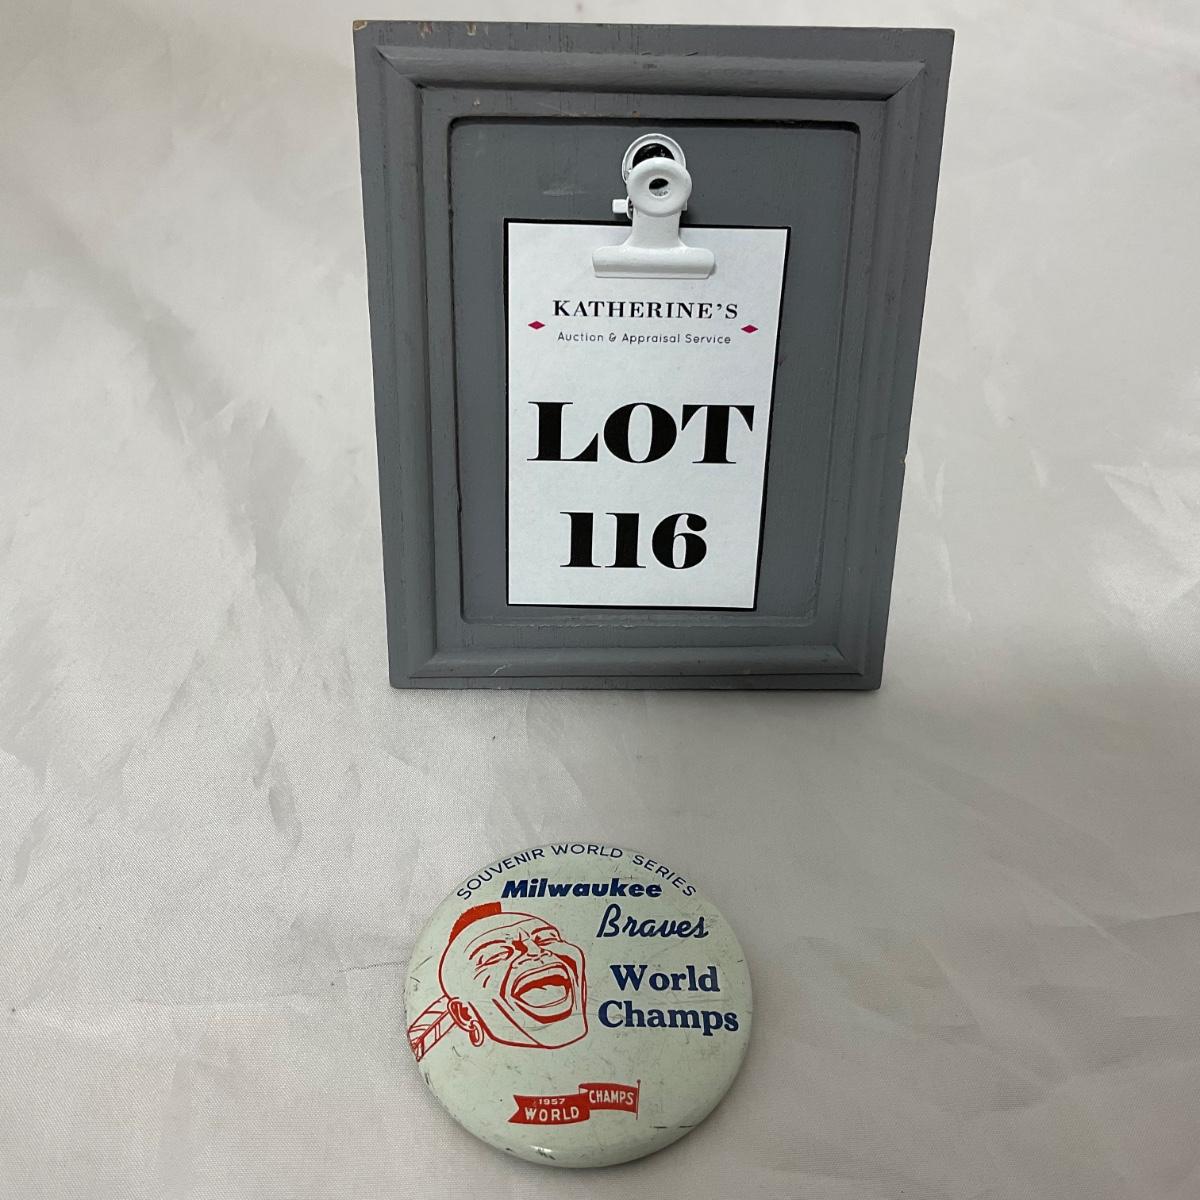 KATHERINE'S
Auction & Appraisal Service
LOT
116
SOUVENIR WORLD SERIES
Milwaukee
Braves
World
Champs
1957
WORLD
CHAMPS